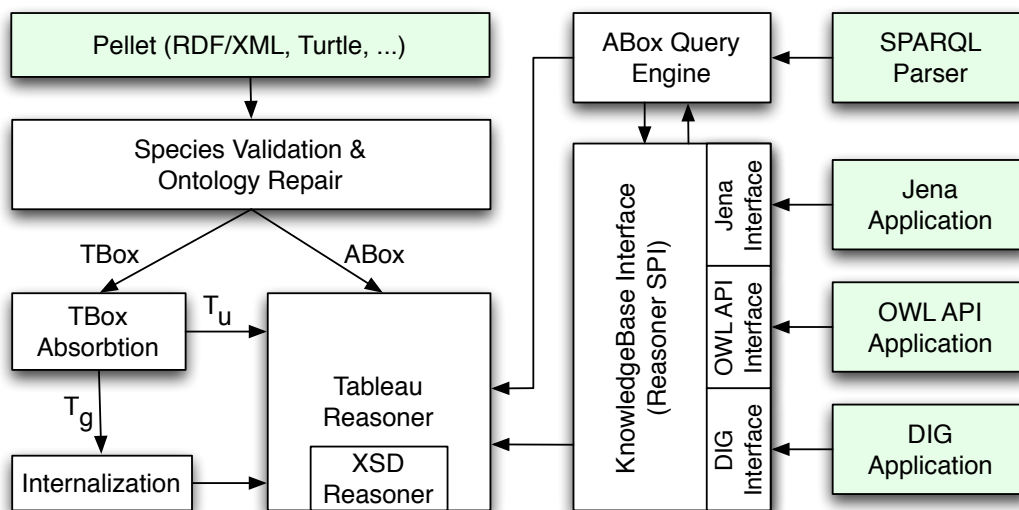 Pellet (RDF/XML, Turtle, ...)
Species Validation &
Ontology Repair
TBox
ABox
TBox
Absorbtion
Tu
Tg
Internalization
Tableau
Reasoner
XSD
Reasoner
ABox Query
Engine
KnowledgeBase Interface
(Reasoner SPI)
Jena
Interface
OWL API
Interface
DIG
Interface
SPARQL
Parser
Jena
Application
OWL API
Application
DIG
Application